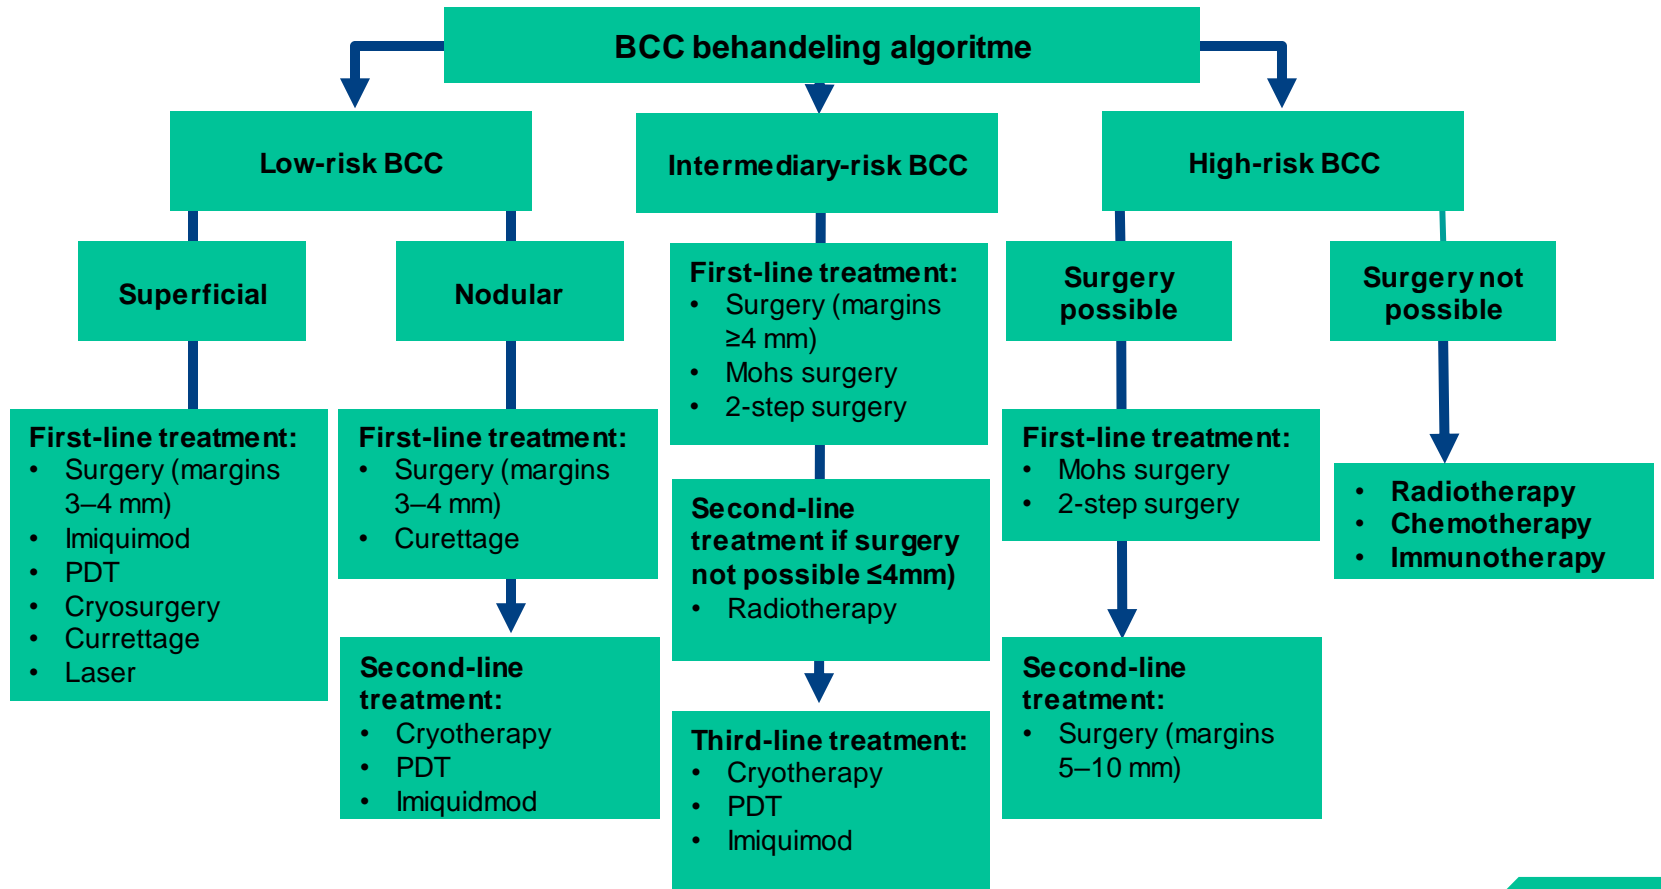 BCC behandeling algoritme
Low-risk BCC
Intermediary-risk BCC
High-risk BCC
Superficial
Nodular
Surgery
possible
Surgery not
possible
First-line treatment:
• Surgery (margins
3–4 mm)
• Imiquimod
• PDT
• Cryosurgery
• Currettage
• Laser
First-line treatment:
• Surgery (margins
3–4 mm)
• Curettage
Second-line
treatment:
• Cryotherapy
• PDT
• Imiquidmod
First-line treatment:
• Surgery (margins
≥4 mm)
• Mohs surgery
• 2-step surgery
Second-line
treatment if surgery
not possible ≤4mm)
• Radiotherapy
Third-line treatment:
• Cryotherapy
• PDT
• Imiquimod
First-line treatment:
• Mohs surgery
• 2-step surgery
Second-line
treatment:
• Surgery (margins
5–10 mm)
• Radiotherapy
• Chemotherapy
• Immunotherapy